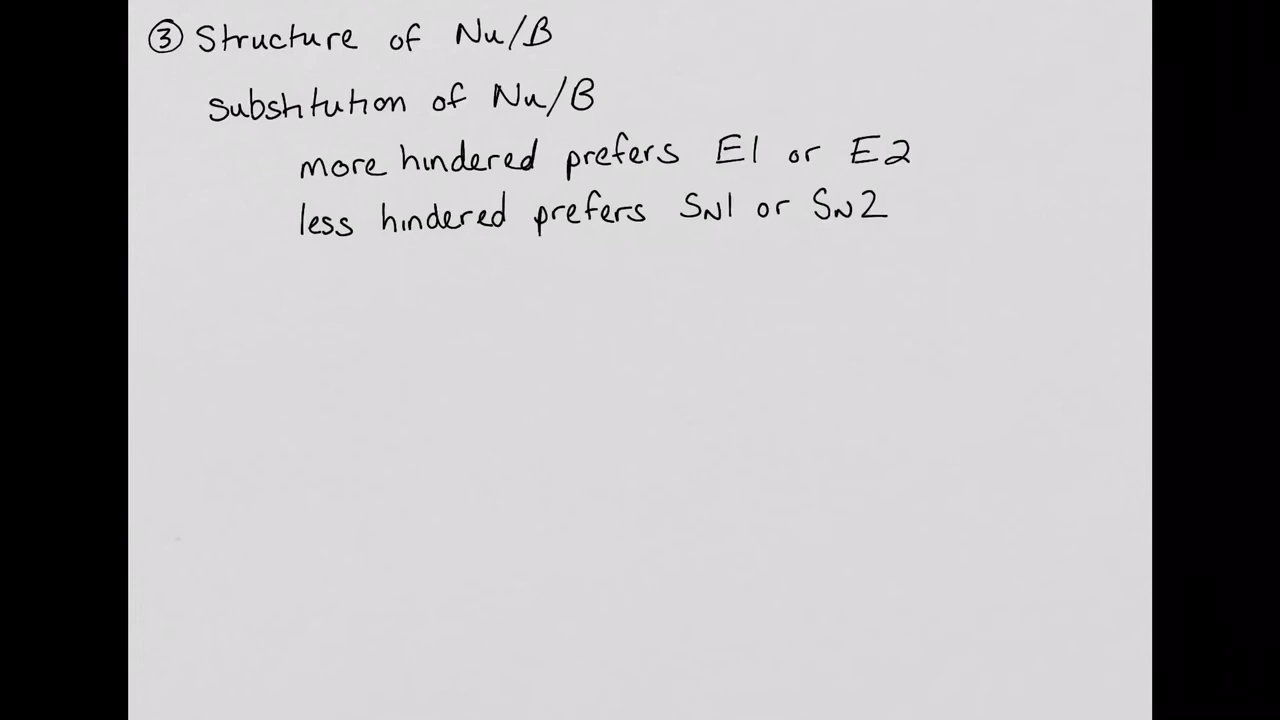 ③ Structure of Nu/B
substitution of Nu/B
more hindered prefers E1 or E2
less hindered prefers SN1 or SN2